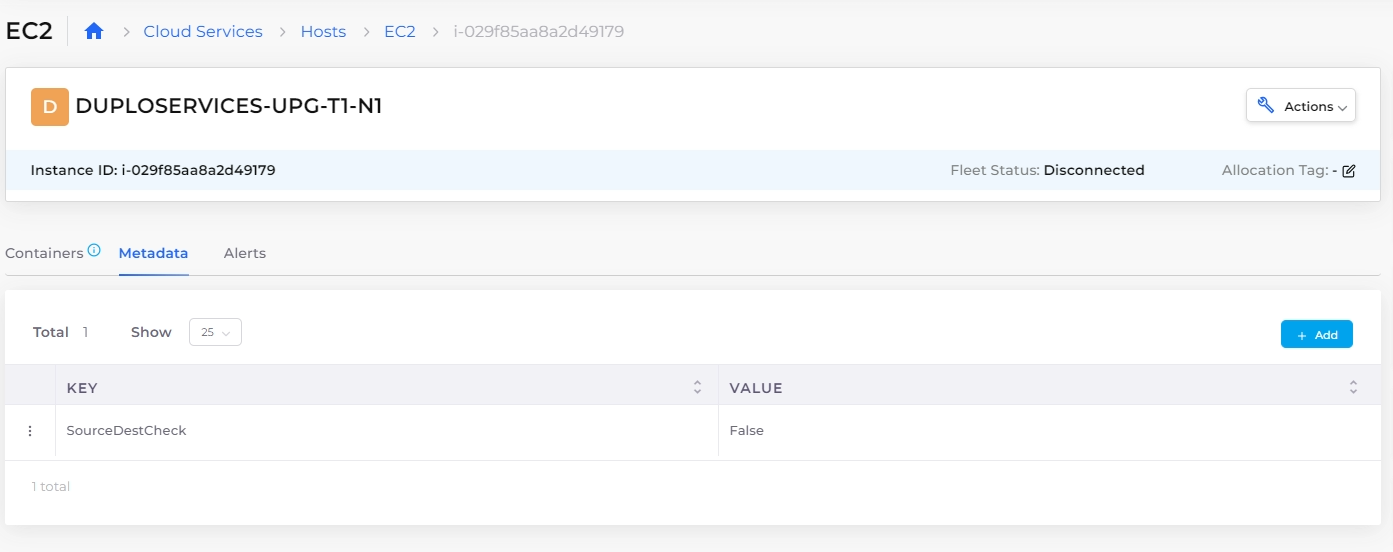 EC2 Cloud Services Hosts EC2 i-029f85aa8a2d49179
D DUPLOSERVICES-UPG-T1-N1 Actions
Instance ID: i-029f85aa8a2d49179 Fleet Status: Disconnected Allocation Tag: -
Containers Metadata Alerts
Total 1 Show 25 + Add
KEY VALUE
SourceDestCheck False
1 total